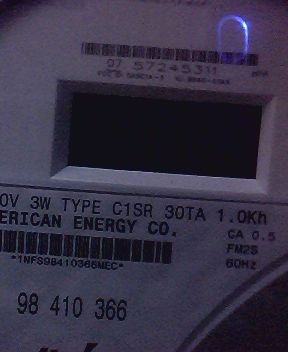 07 57245311
0V 3W TYPE C1SR 30TA 1.0Kh
ERICAN ENERGY CO.
CA 0.5
FM2S
60Hz
*1NFS98410366MEC*
98 410 366